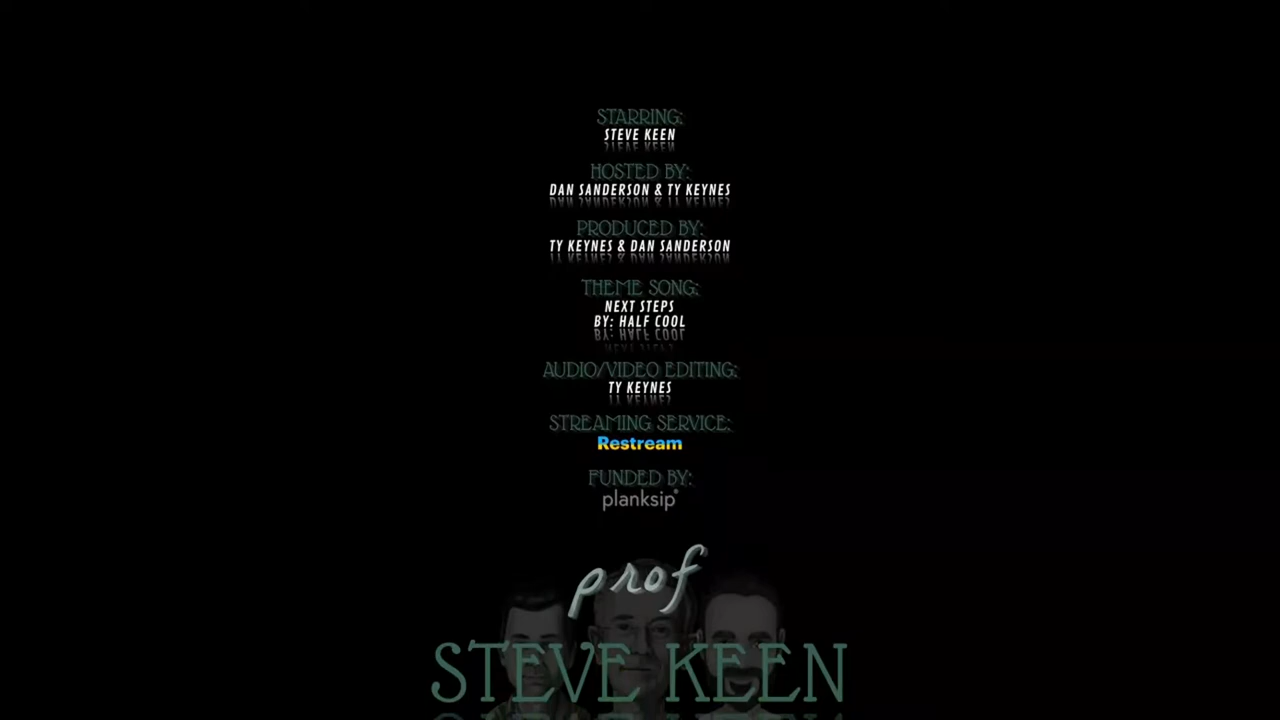 STARRING:
STEVE KEEN
HOSTED BY:
DAN SANDERSON & TY KEYNES
PRODUCED BY:
TY KEYNES & DAN SANDERSON
THEME SONG:
NEXT STEPS
BY: HALF COOL
AUDIO/VIDEO EDITING:
TY KEYNES
STREAMING SERVICE:
Restream
FUNDED BY:
planksip®
prof
STEVE KEEN